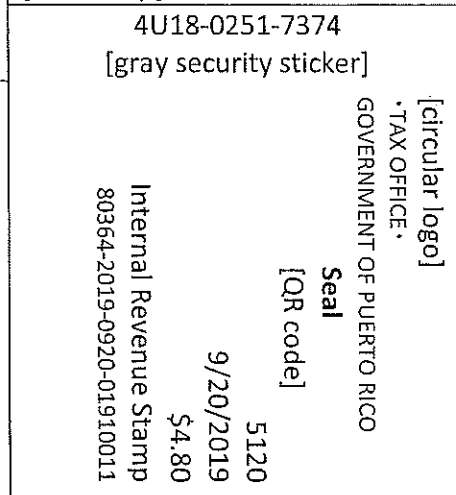 4U18-0251-7374
[gray security sticker]
[circular logo]
·TAX OFFICE·
GOVERNMENT OF PUERTO RICO
Seal
[QR code]
5120
9/20/2019
$4.80
Internal Revenue Stamp
80364-2019-0920-01910011